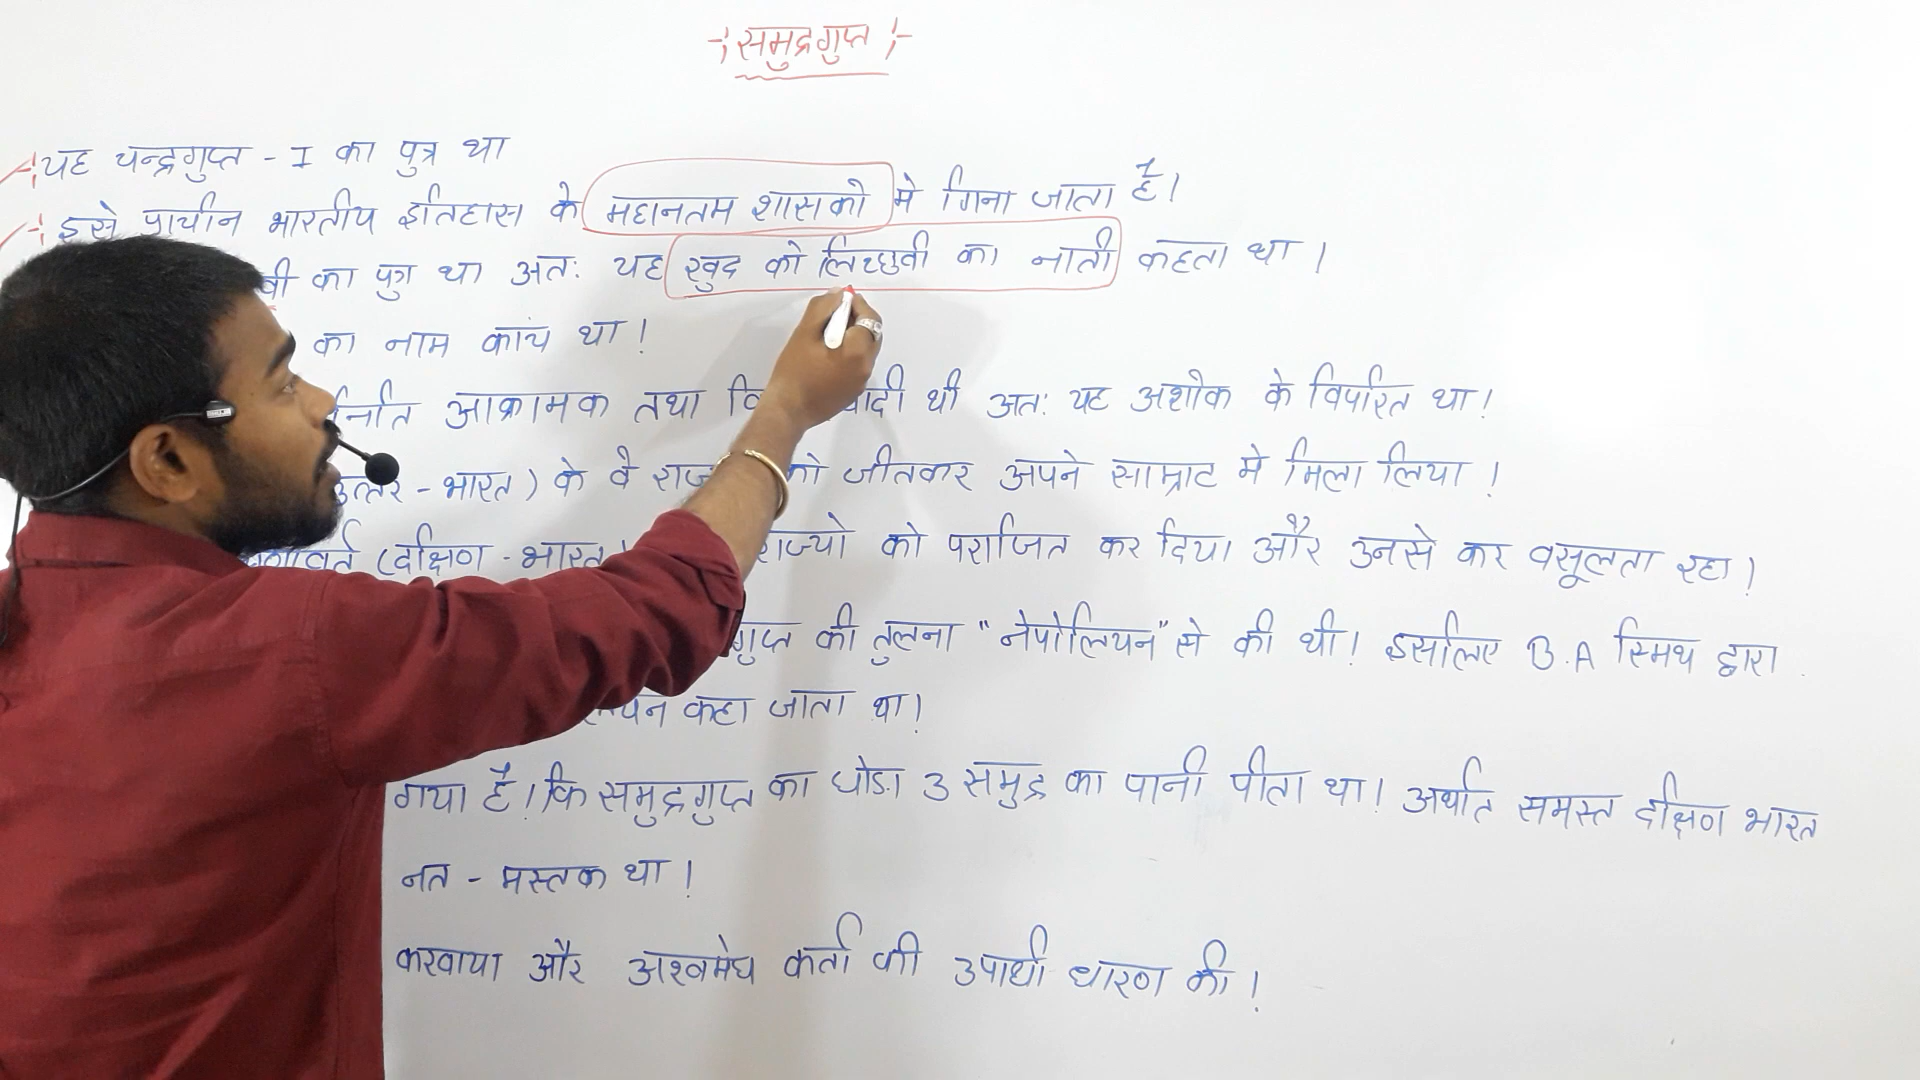 -: समुद्रगुप्त :-
-: यह चन्द्रगुप्त - I का पुत्र था
-: इसे प्राचीन भारतीय इतिहास के महानतम शासको मे गिना जाता है।
वी का पुत्र था अतः यह खुद को लिच्छवी का नाती कहता था।
का नाम कांच था!
आक्रामक तथा वादी थी अतः यह अशोक के विपरित था!
उत्तर - भारत) के वे को जीतकर अपने साम्राट मे मिला लिया!
(दक्षिण - भारत राज्यो को पराजित कर दिया और उनसे कर वसूलता रहा।
गुप्त की तुलना "नेपोलियन" से की थी! इसलिए B.A स्मिथ द्वारा
यन कहा जाता था!
गया है! कि समुद्रगुप्त का घोडा 3 समुद्र का पानी पीता था! अर्थात समस्त दक्षिण भारत
नत - मस्तक था!
करवाया और अश्वमेघ कर्ता की उपाधी धारण की!